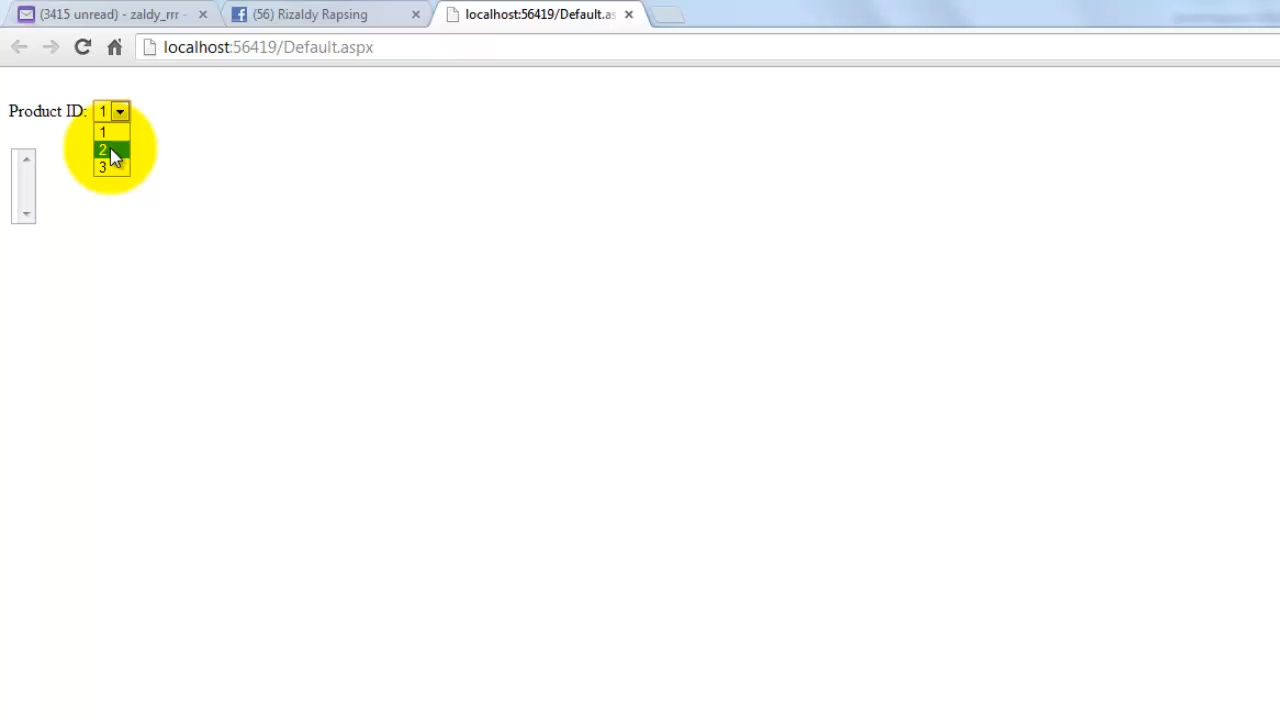 (3415 unread) - zaldy_rrr -
(56) Rizaldy Rapsing
localhost:56419/Default.as
localhost:56419/Default.aspx
Product ID: 1
1
2
3